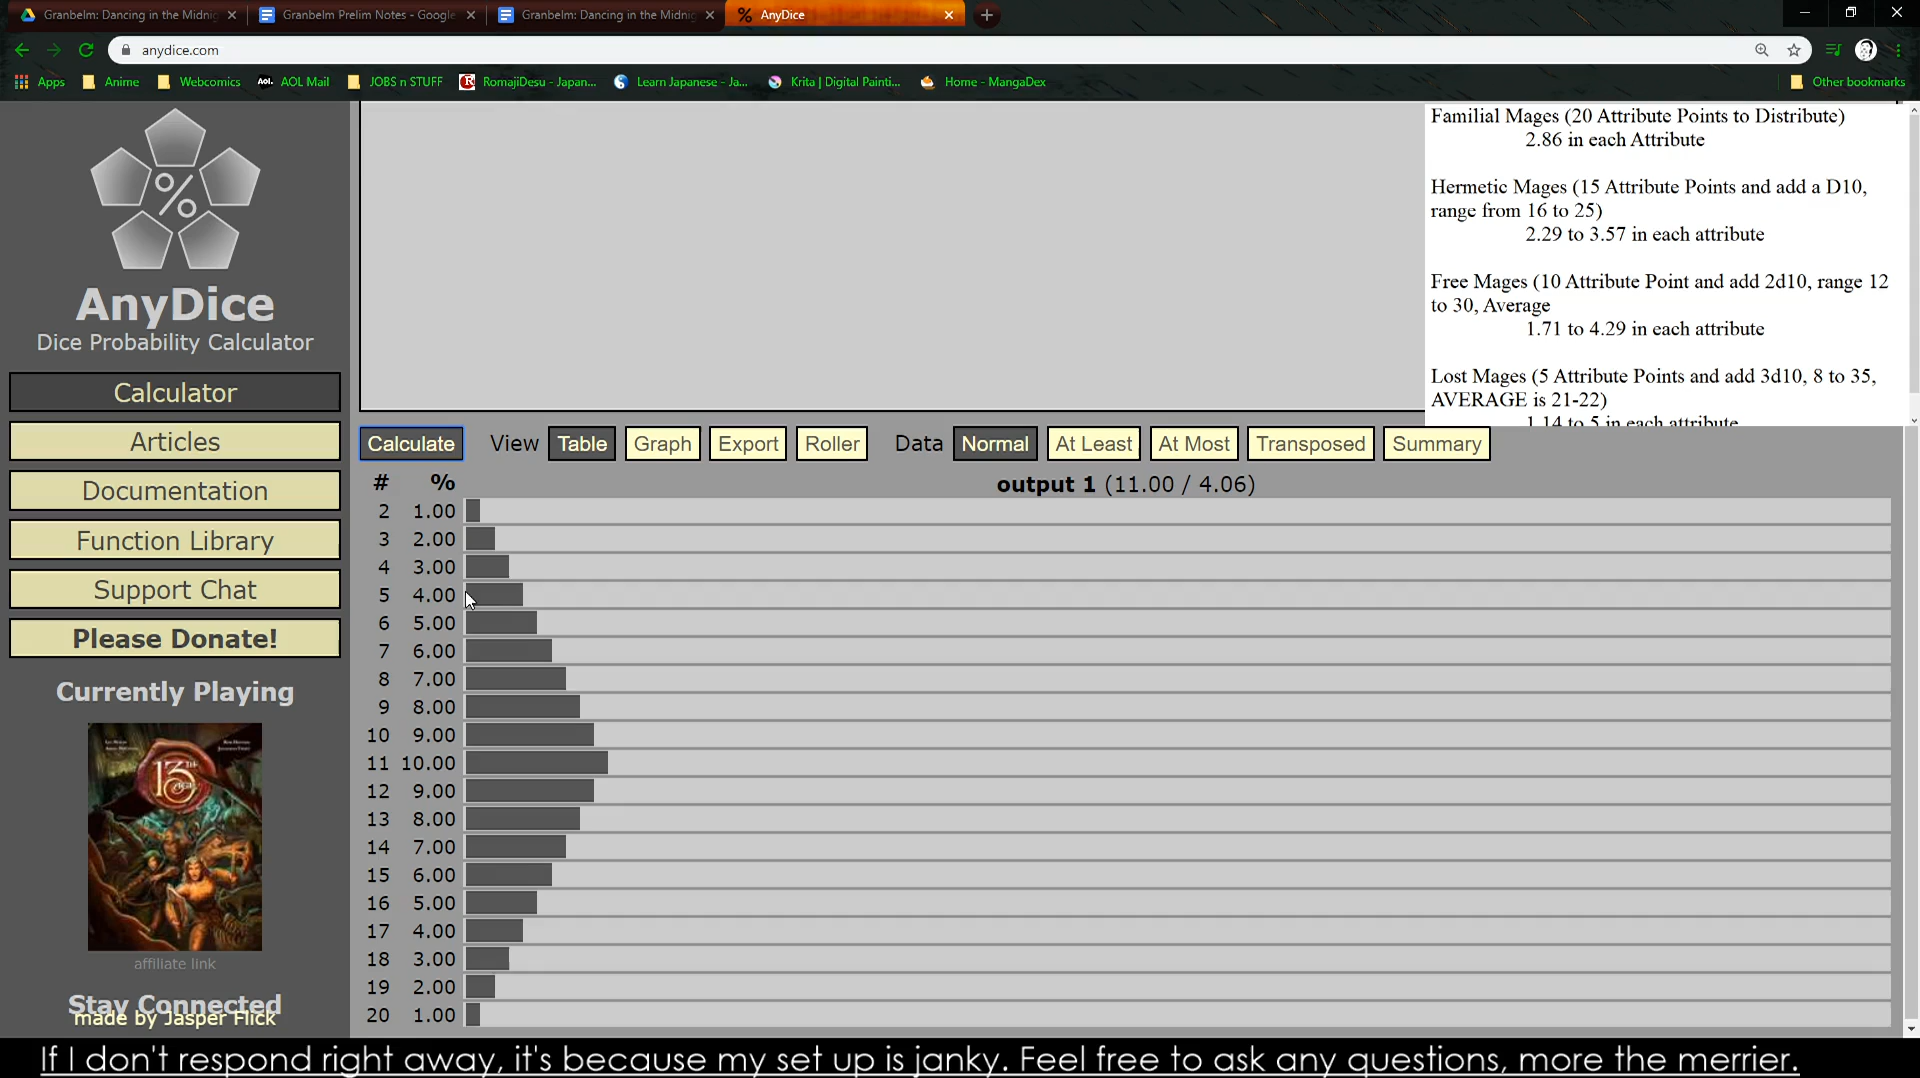 Granbelm: Dancing in the Midnig
Granbelm Prelim Notes - Google
Granbelm: Dancing in the Midnig
AnyDice
anydice.com
Apps
Anime
Webcomics
Aol.
AOL Mail
JOBS n STUFF
RomajiDesu - Japan...
Learn Japanese - Ja...
Krita | Digital Painti...
Home - MangaDex
Other bookmarks
%
AnyDice
Dice Probability Calculator
Calculator
Articles
Documentation
Function Library
Support Chat
Please Donate!
Currently Playing
13TH
AGE
affiliate link
Stay Connected
made by Jasper Flick
Familial Mages (20 Attribute Points to Distribute)
2.86 in each Attribute
Hermetic Mages (15 Attribute Points and add a D10,
range from 16 to 25)
2.29 to 3.57 in each attribute
Free Mages (10 Attribute Point and add 2d10, range 12
to 30, Average
1.71 to 4.29 in each attribute
Lost Mages (5 Attribute Points and add 3d10, 8 to 35,
AVERAGE is 21-22)
1.14 to 5 in each attribute
Calculate View Table Graph Export Roller Data Normal At Least At Most Transposed Summary
# % output 1 (11.00 / 4.06)
2 1.00
3 2.00
4 3.00
5 4.00
6 5.00
7 6.00
8 7.00
9 8.00
10 9.00
11 10.00
12 9.00
13 8.00
14 7.00
15 6.00
16 5.00
17 4.00
18 3.00
19 2.00
20 1.00
If I don't respond right away, it's because my set up is janky. Feel free to ask any questions, more the merrier.